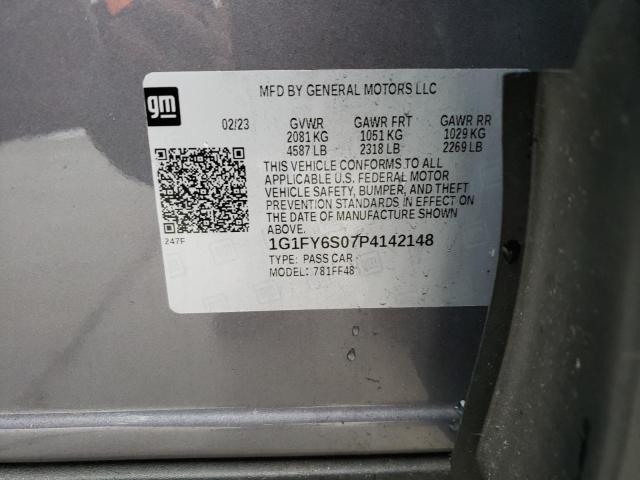 gm
MFD BY GENERAL MOTORS LLC
02/23 GVWR GAWR FRT GAWR RR
2081 KG 1051 KG 1029 KG
4587 LB 2318 LB 2269 LB
THIS VEHICLE CONFORMS TO ALL
APPLICABLE U.S. FEDERAL MOTOR
VEHICLE SAFETY, BUMPER, AND THEFT
PREVENTION STANDARDS IN EFFECT ON
THE DATE OF MANUFACTURE SHOWN
ABOVE.
247F
1G1FY6S07P4142148
TYPE: PASS CAR
MODEL: 781FF48